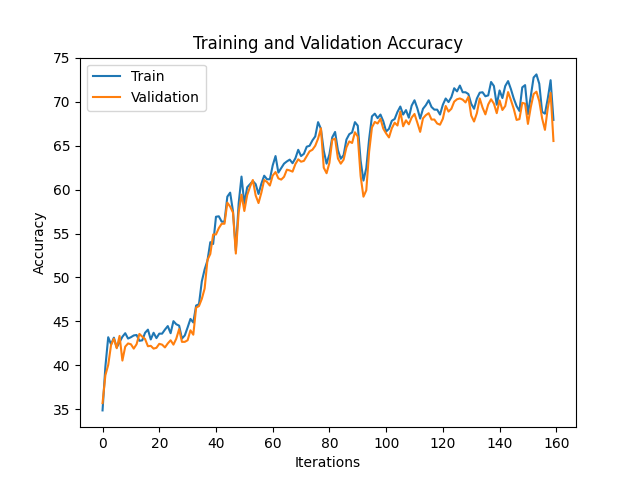 Training and Validation Accuracy
Train
Validation
75
70
65
60
55
50
45
40
35
Accuracy
0 20 40 60 80 100 120 140 160
Iterations